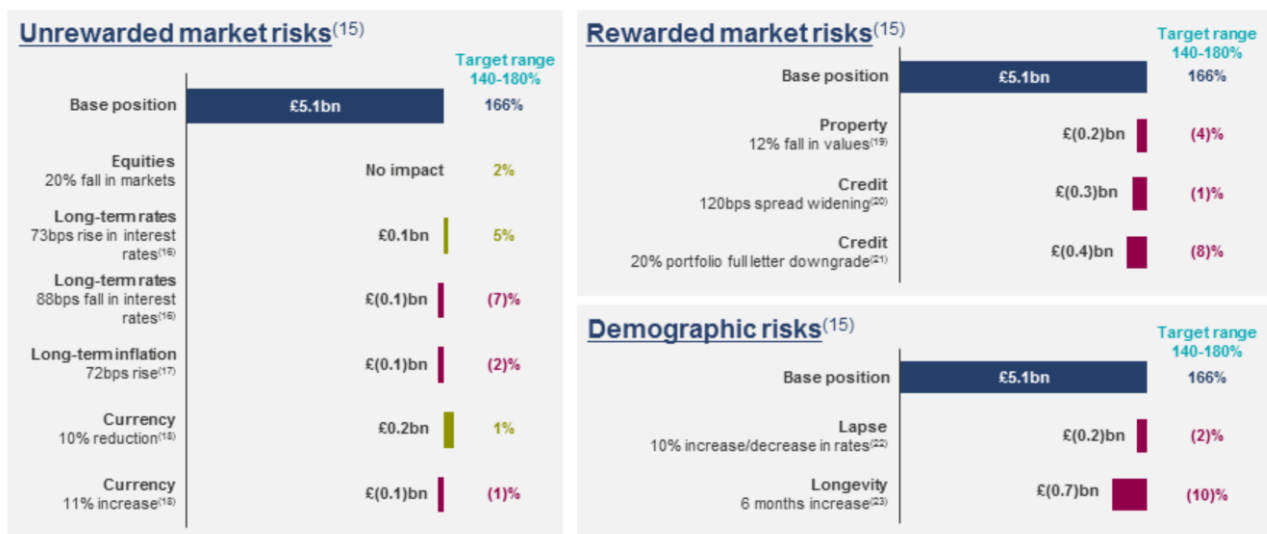 Unrewarded market risks(15)
Target range
140-180%
Base position
£5.1bn
166%
Equities
20% fall in markets
No impact
2%
Long-term rates
73bps rise in interest
rates(16)
£0.1bn
5%
Long-term rates
88bps fall in interest
rates(16)
£(0.1)bn
(7)%
Long-term inflation
72bps rise(17)
£(0.1)bn
(2)%
Currency
10% reduction(18)
£0.2bn
1%
Currency
11% increase(18)
£(0.1)bn
(1)%
Rewarded market risks(15)
Target range
140-180%
Base position
£5.1bn
166%
Property
12% fall in values(19)
£(0.2)bn
(4)%
Credit
120bps spread widening(20)
£(0.3)bn
(1)%
Credit
20% portfolio full letter downgrade(21)
£(0.4)bn
(8)%
Demographic risks(15)
Target range
140-180%
Base position
£5.1bn
166%
Lapse
10% increase/decrease in rates(22)
£(0.2)bn
(2)%
Longevity
6 months increase(23)
£(0.7)bn
(10)%